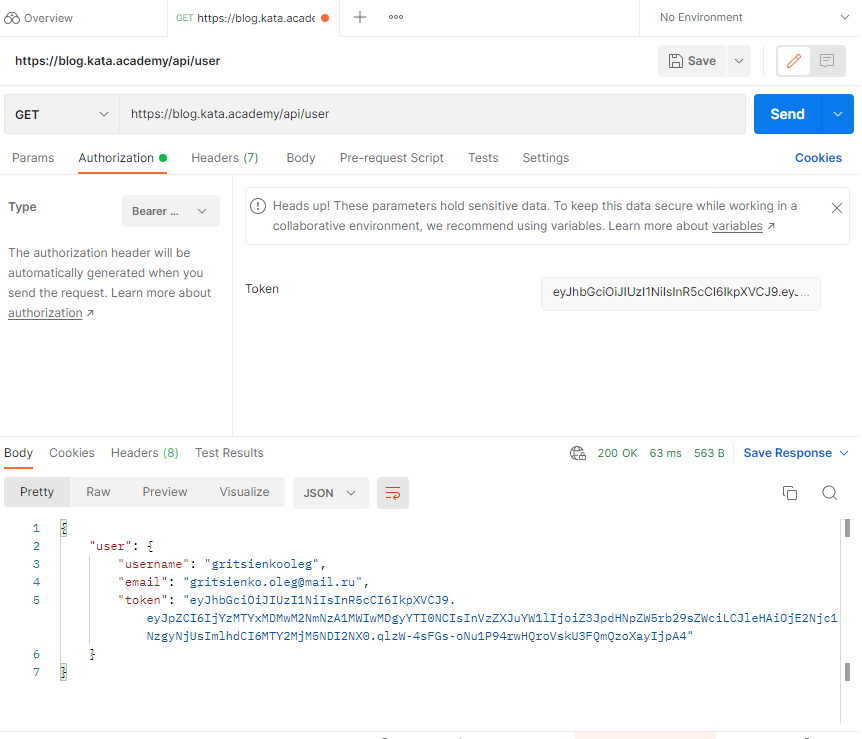 Overview
GET https://blog.kata.acade
No Environment
https://blog.kata.academy/api/user
Save
GET
https://blog.kata.academy/api/user
Send
Params Authorization Headers (7) Body Pre-request Script Tests Settings Cookies
Type
Bearer ...
The authorization header will be
automatically generated when you
send the request. Learn more about
authorization ↗
Heads up! These parameters hold sensitive data. To keep this data secure while working in a
collaborative environment, we recommend using variables. Learn more about variables ↗
Token
eyJhbGciOiJIUzI1NiIsInR5cCI6IkpXVCJ9.ey. ...
Body Cookies Headers (8) Test Results
200 OK 63 ms 563 B Save Response
Pretty Raw Preview Visualize JSON
1 {
2 "user": {
3 "username": "gritsienkooleg",
4 "email": "gritsienko.oleg@mail.ru",
5 "token": "eyJhbGciOiJIUzI1NiIsInR5cCI6IkpXVCJ9.
eyJpZCI6IjYzMTYxMDMwM2NmNzA1MWIwMDgyYTI0NCIsInVzZXJuYW1lIjoiZ3JpdHNpZW5rb29sZWciLCJleHAiOjE2Njc1
NzgyNjUsImlhdCI6MTY2MjM5NDI2NX0.qlzW-4sFGs-oNu1P94rwHQroVskU3FQmQzoXayIjpA4"
6 }
7 }